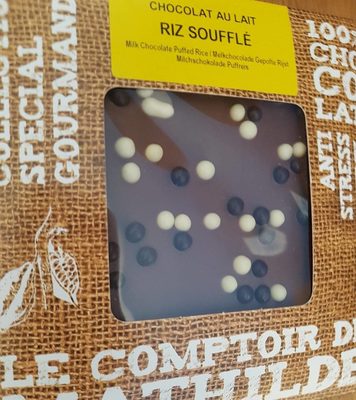 CHOCOLAT AU LAIT
RIZ SOUFFLÉ
Milk Chocolate Puffed Rice / Melkchocolade Gepofte Rijst
Milchschokolade Puffreis
SPECIAL
GOURMAND
100%
ANTI
STRESS
LE COMPTOIR DE
MATHILDE